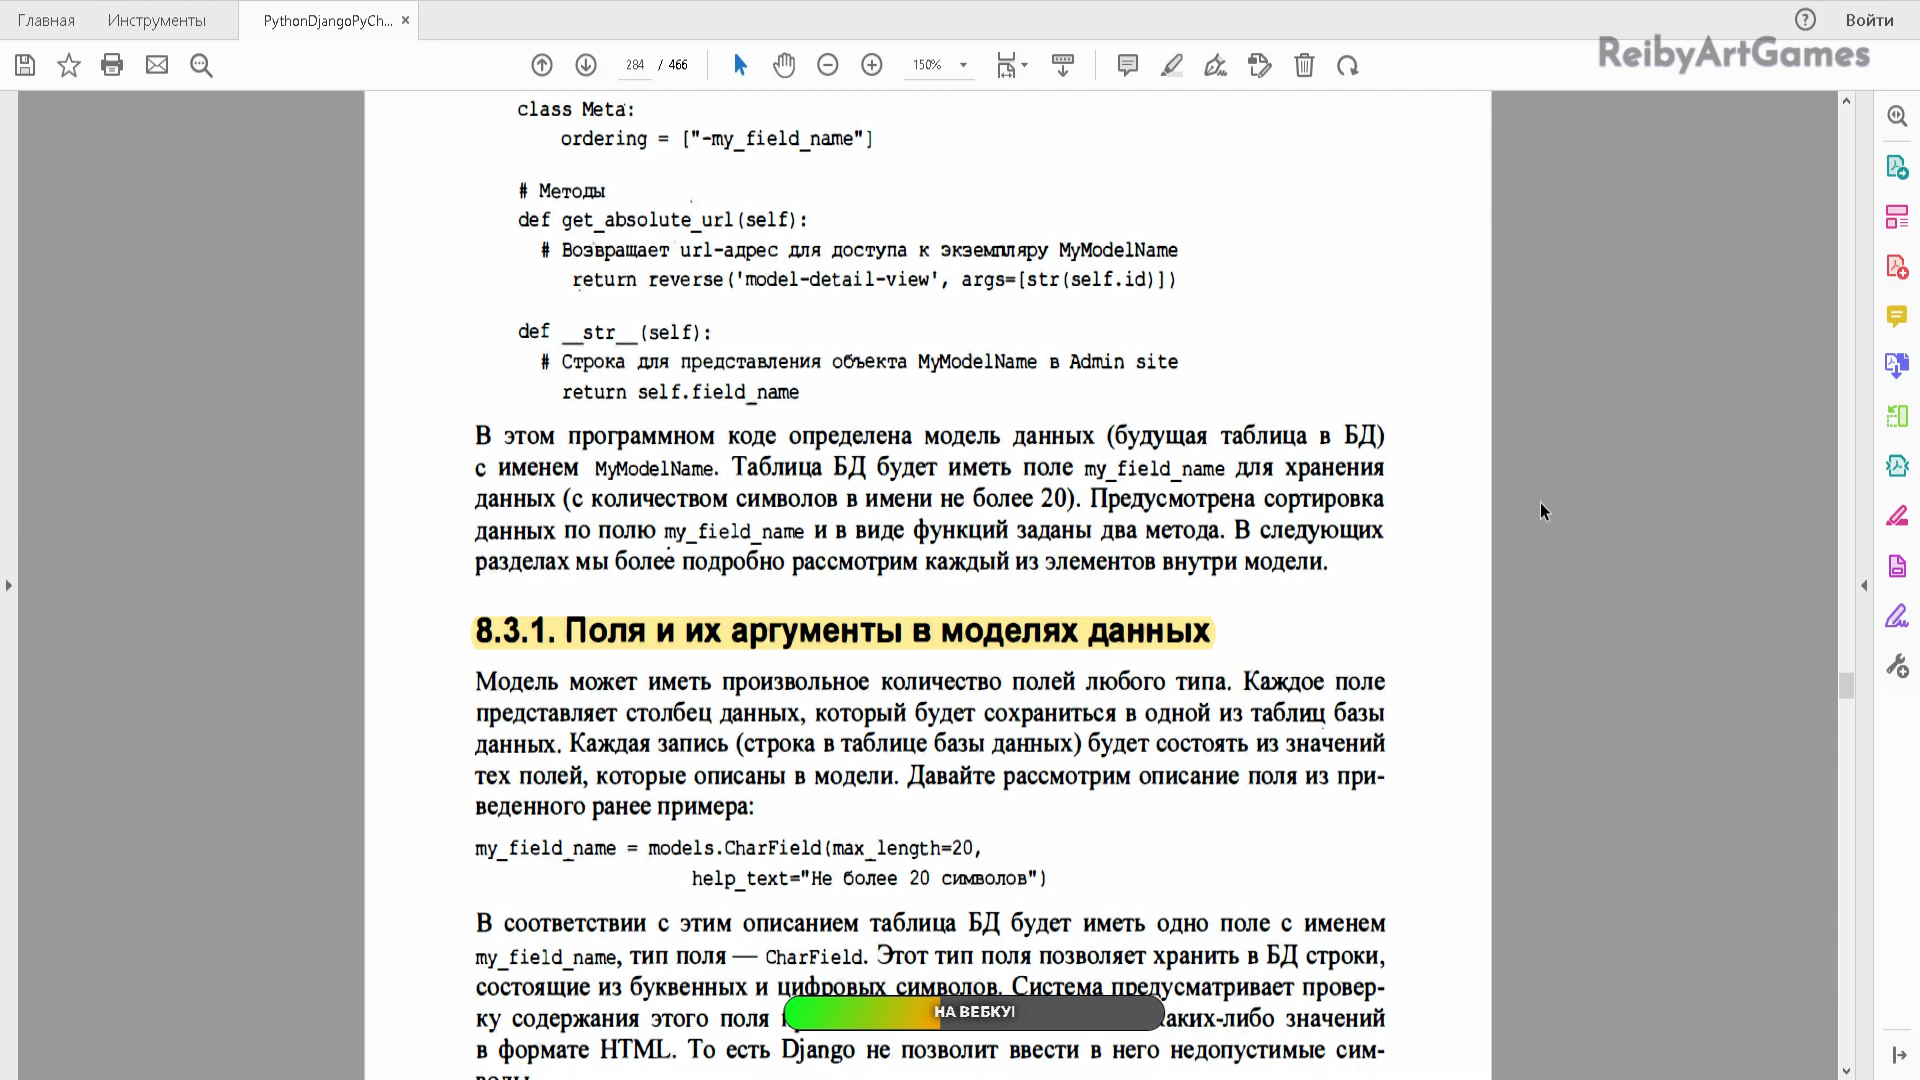 Главная Инструменты PythonDjangoPyCh... × Войти
ReibyArtGames
284 / 466 150%
class Meta:
ordering = ["-my_field_name"]
# Методы
def get_absolute_url(self):
# Возвращает url-адрес для доступа к экземпляру MyModelName
return reverse('model-detail-view', args=[str(self.id)])
def __str__(self):
# Строка для представления объекта MyModelName в Admin site
return self.field_name
В этом программном коде определена модель данных (будущая таблица в БД)
с именем MyModelName. Таблица БД будет иметь поле my_field_name для хранения
данных (с количеством символов в имени не более 20). Предусмотрена сортировка
данных по полю my_field_name и в виде функций заданы два метода. В следующих
разделах мы более подробно рассмотрим каждый из элементов внутри модели.
8.3.1. Поля и их аргументы в моделях данных
Модель может иметь произвольное количество полей любого типа. Каждое поле
представляет столбец данных, который будет сохраниться в одной из таблиц базы
данных. Каждая запись (строка в таблице базы данных) будет состоять из значений
тех полей, которые описаны в модели. Давайте рассмотрим описание поля из при-
веденного ранее примера:
my_field_name = models.CharField(max_length=20,
help_text="Не более 20 символов")
В соответствии с этим описанием таблица БД будет иметь одно поле с именем
my_field_name, тип поля — CharField. Этот тип поля позволяет хранить в БД строки,
состоящие из буквенных и цифровых символов. Система предусматривает провер-
ку содержания этого поля каких-либо значений
НА ВЕБКУ!
в формате HTML. То есть Django не позволит ввести в него недопустимые сим-